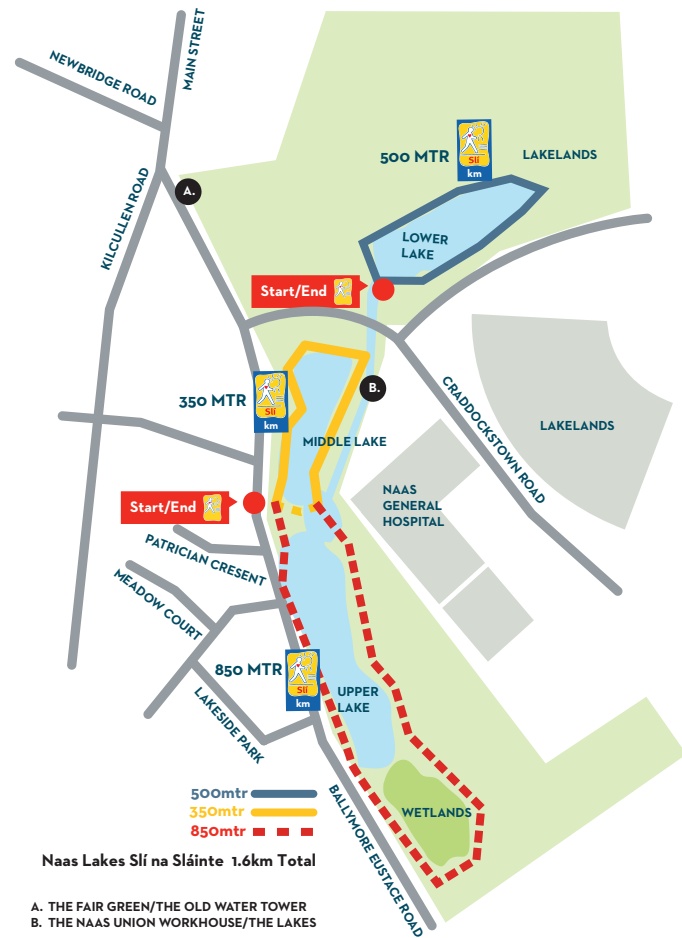 MAIN STREET
NEWBRIDGE ROAD
KILCULLEN ROAD
A.
500 MTR
Slí
km
LAKELANDS
LOWER
LAKE
Start/End
350 MTR
Slí
km
B.
MIDDLE LAKE
CRADDOCKSTOWN ROAD
LAKELANDS
NAAS
GENERAL
HOSPITAL
Start/End
PATRICIAN CRESENT
MEADOW COURT
850 MTR
Slí
km
UPPER
LAKE
LAKESIDE PARK
WETLANDS
BALLYMORE EUSTACE ROAD
500mtr
350mtr
850mtr
Naas Lakes Slí na Sláinte 1.6km Total
A. THE FAIR GREEN/THE OLD WATER TOWER
B. THE NAAS UNION WORKHOUSE/THE LAKES